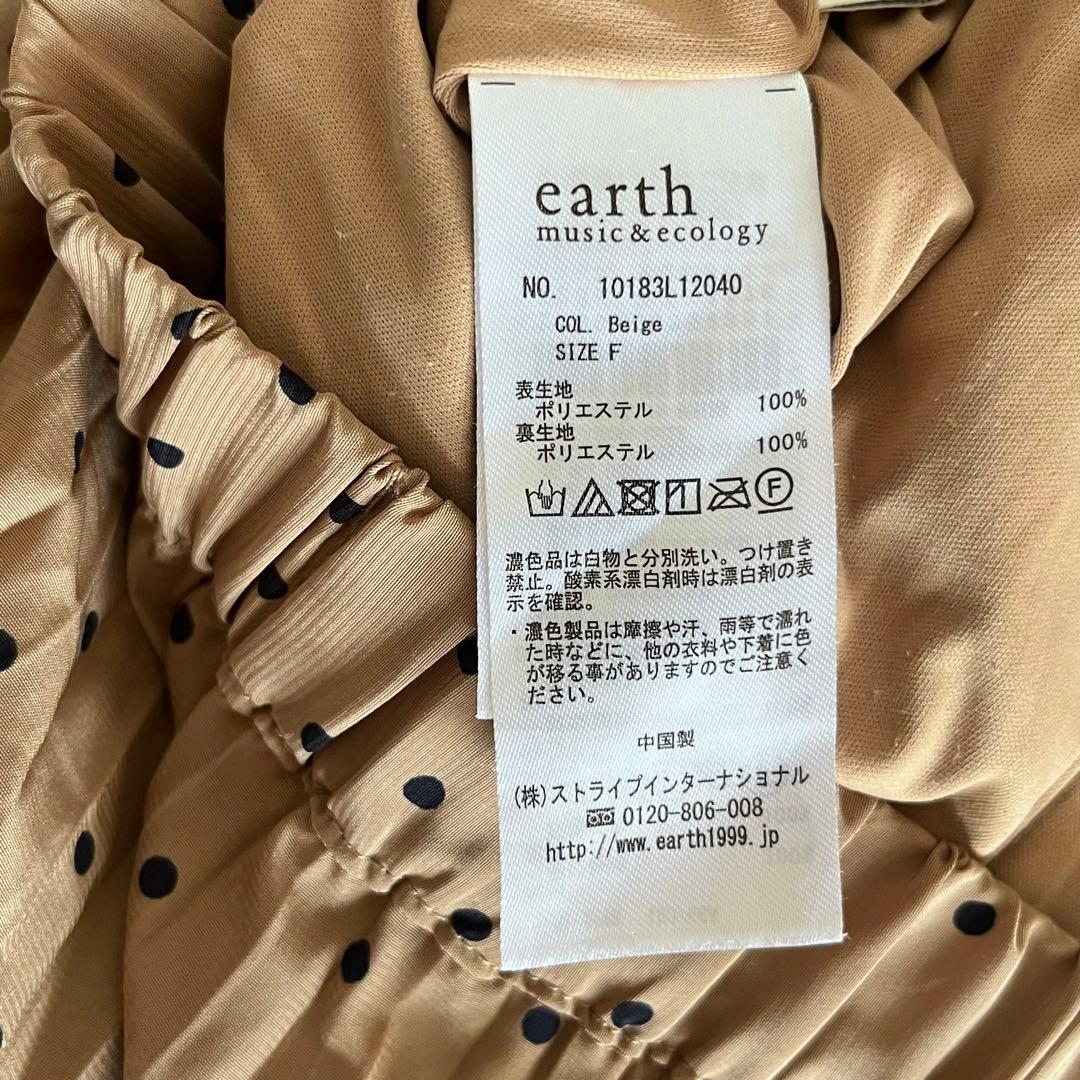 earth
music&ecology
NO. 10183L12040
COL. Beige
SIZE F
表生地
ポリエステル 100%
裏生地
ポリエステル 100%
F
濃色品は白物と分別洗い。つけ置き
禁止。酸素系漂白剤時は漂白剤の表
示を確認。
・濃色製品は摩擦や汗、雨等で濡れ
た時などに、他の衣料や下着に色
が移る事がありますのでご注意く
ださい。
中国製
(株)ストライプインターナショナル
0120-806-008
http://www.earth1999.jp